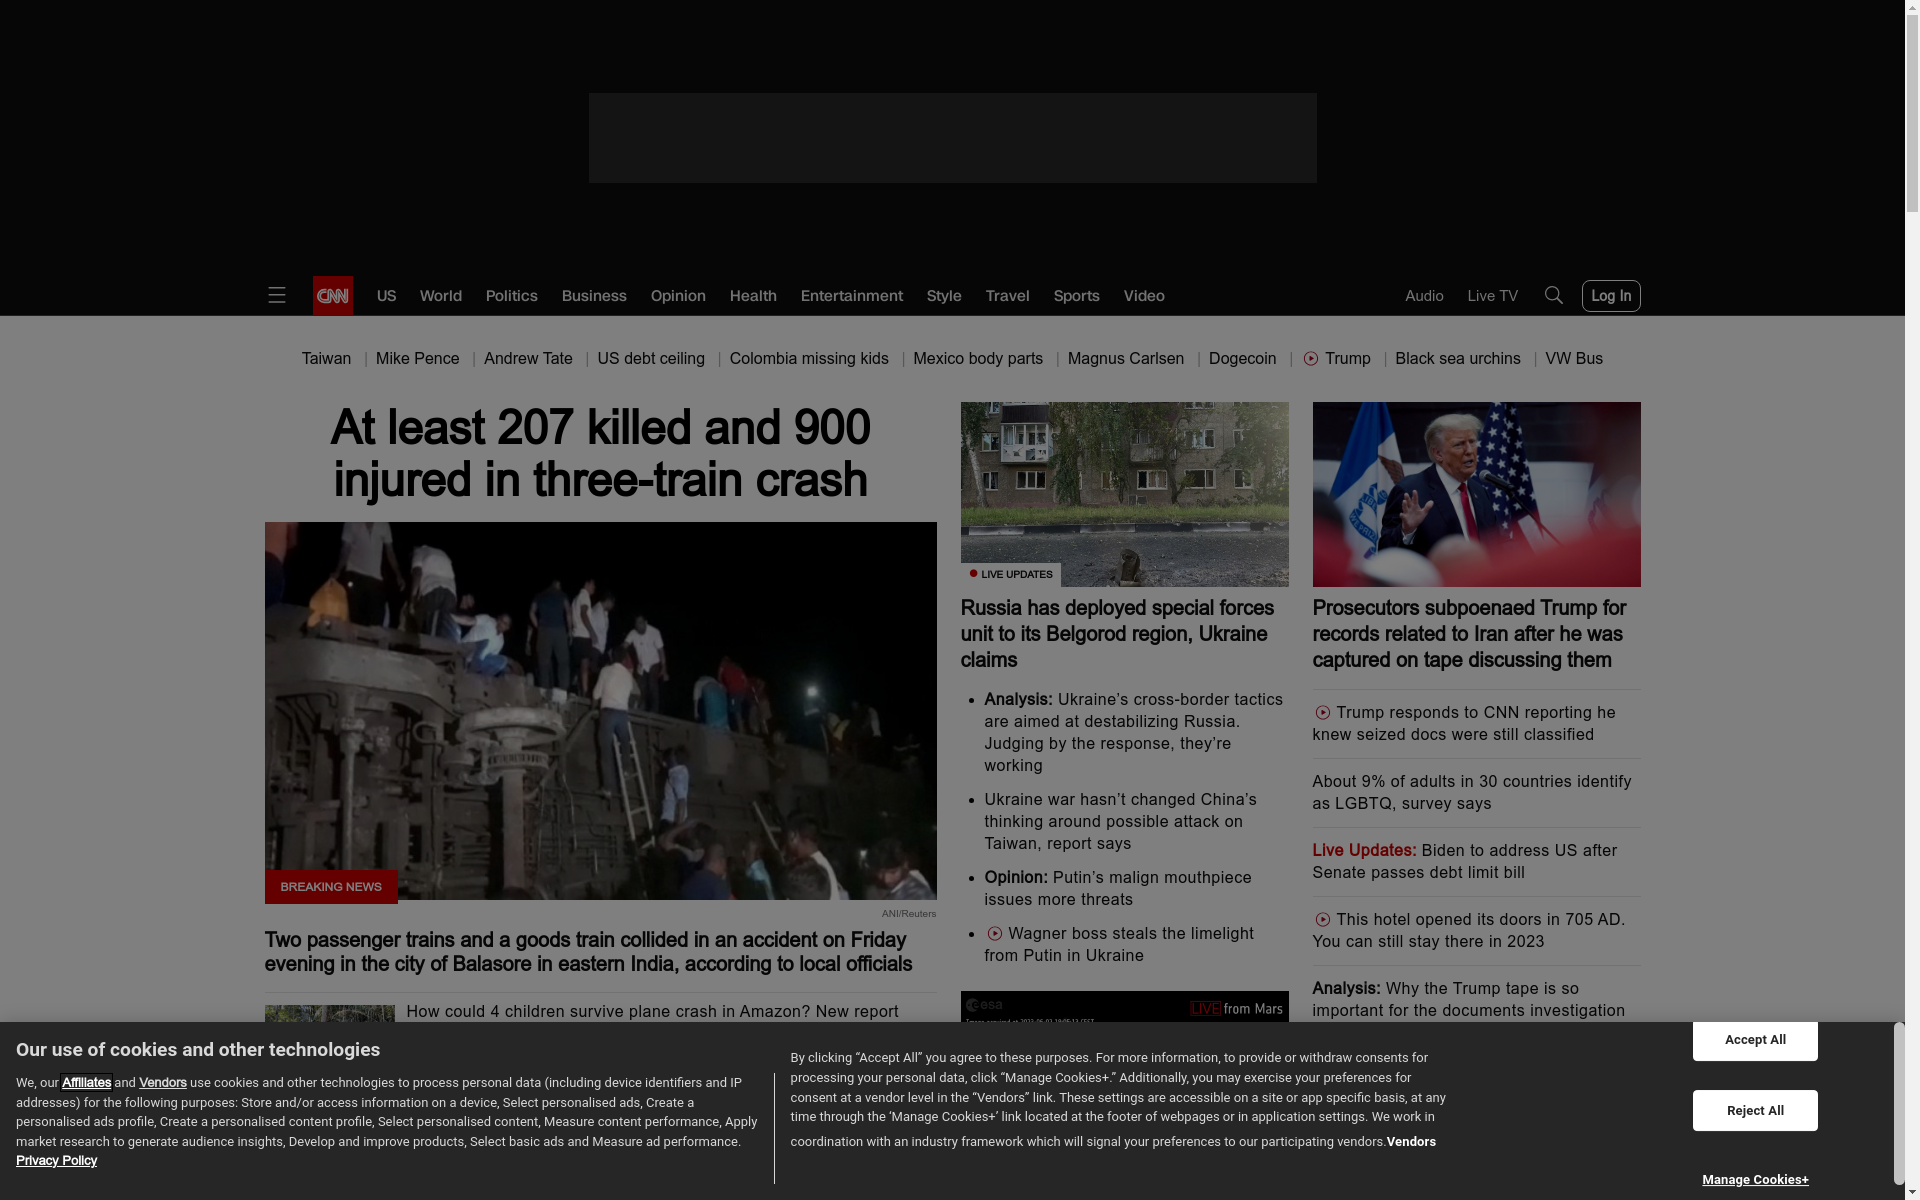 CNN
US
World
Politics
Business
Opinion
Health
Entertainment
Style
Travel
Sports
Video
Audio
Live TV
Log In
Taiwan
Mike Pence
Andrew Tate
US debt ceiling
Colombia missing kids
Mexico body parts
Magnus Carlsen
Dogecoin
Trump
Black sea urchins
VW Bus
At least 207 killed and 900
injured in three-train crash
BREAKING NEWS
ANI/Reuters
Two passenger trains and a goods train collided in an accident on Friday
evening in the city of Balasore in eastern India, according to local officials
How could 4 children survive plane crash in Amazon? New report
LIVE UPDATES
Russia has deployed special forces
unit to its Belgorod region, Ukraine
claims
Analysis: Ukraine’s cross-border tactics
are aimed at destabilizing Russia.
Judging by the response, they’re
working
Ukraine war hasn’t changed China’s
thinking around possible attack on
Taiwan, report says
Opinion: Putin’s malign mouthpiece
issues more threats
Wagner boss steals the limelight
from Putin in Ukraine
esa
LIVE from Mars
Prosecutors subpoenaed Trump for
records related to Iran after he was
captured on tape discussing them
Trump responds to CNN reporting he
knew seized docs were still classified
About 9% of adults in 30 countries identify
as LGBTQ, survey says
Live Updates: Biden to address US after
Senate passes debt limit bill
This hotel opened its doors in 705 AD.
You can still stay there in 2023
Analysis: Why the Trump tape is so
important for the documents investigation
Our use of cookies and other technologies
We, our Affiliates and Vendors use cookies and other technologies to process personal data (including device identifiers and IP
addresses) for the following purposes: Store and/or access information on a device, Select personalised ads, Create a
personalised ads profile, Create a personalised content profile, Select personalised content, Measure content performance, Apply
market research to generate audience insights, Develop and improve products, Select basic ads and Measure ad performance.
Privacy Policy
By clicking “Accept All” you agree to these purposes. For more information, to provide or withdraw consents for
processing your personal data, click “Manage Cookies+.” Additionally, you may exercise your preferences for
consent at a vendor level in the “Vendors” link. These settings are accessible on a site or app specific basis, at any
time through the ‘Manage Cookies+’ link located at the footer of webpages or in application settings. We work in
coordination with an industry framework which will signal your preferences to our participating vendors.Vendors
Accept All
Reject All
Manage Cookies+